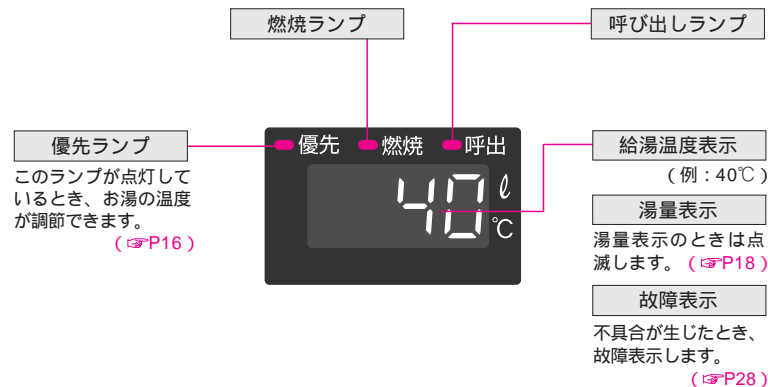 燃焼ランプ
呼び出しランプ
優先ランプ
このランプが点灯して
いるとき、お湯の温度
が調節できます。
（☞P16）
優先 燃焼 呼出
40 ℓ
℃
給湯温度表示
（例：40℃）
湯量表示
湯量表示のときは点
滅します。（☞P18）
故障表示
不具合が生じたとき、
故障表示します。
（☞P28）